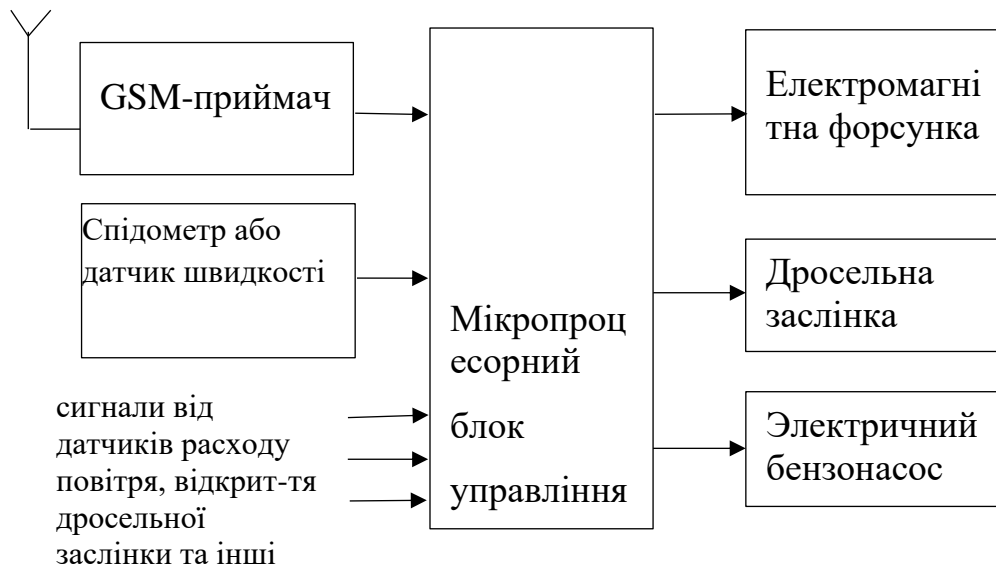 GSM-приймач
Спідометр або
датчик швидкості
сигнали від
датчиків расходу
повітря, відкрит-тя
дросельної
заслінки та інші
Мікропроц
есорний
блок
управління
Електромагні
тна форсунка
Дросельна
заслінка
Электричний
бензонасос